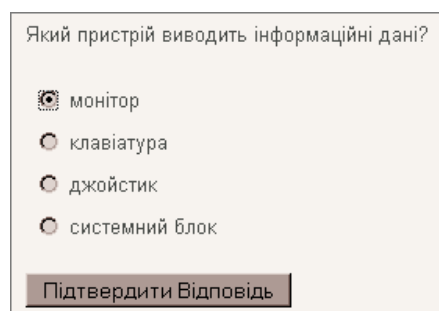 Який пристрій виводить інформаційні дані?
монітор
клавіатура
джойстик
системний блок
Підтвердити Відповідь